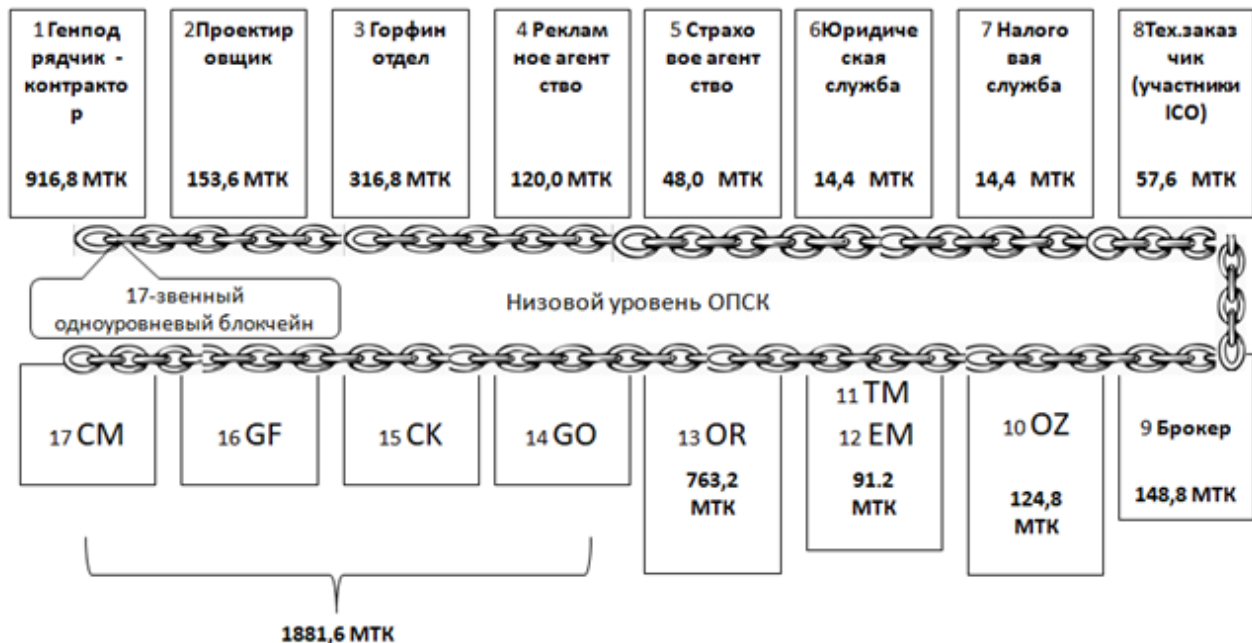 1 Генпод
рядчик -
контракто
р
916,8 МТК
2Проектир
овщик
153,6 МТК
3 Горфин
отдел
316,8 МТК
4 Реклам
ное агент
ство
120,0 МТК
5 Страхо
вое агент
ство
48,0 МТК
6Юридиче
ская
служба
14,4 МТК
7 Налого
вая
служба
14,4 МТК
8Тех.заказ
чик
(участники
ICO)
57,6 МТК
17-звенный
одноуровневый блокчейн
Низовой уровень ОПСК
17 CM
16 GF
15 CK
14 GO
13 OR
763,2
МТК
11 TM
12 EM
91.2
МТК
10 OZ
124,8
МТК
9 Брокер
148,8 МТК
1881,6 МТК